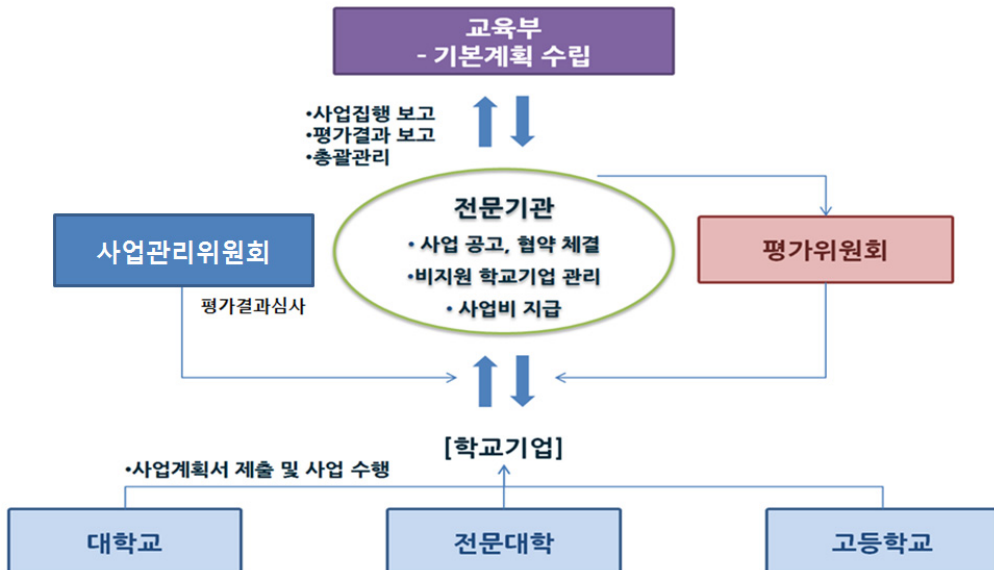 교육부
- 기본계획 수립
•사업집행 보고
•평가결과 보고
•총괄관리
전문기관
• 사업 공고, 협약 체결
•비지원 학교기업 관리
• 사업비 지급
사업관리위원회
평가위원회
평가결과심사
[학교기업]
•사업계획서 제출 및 사업 수행
대학교
전문대학
고등학교